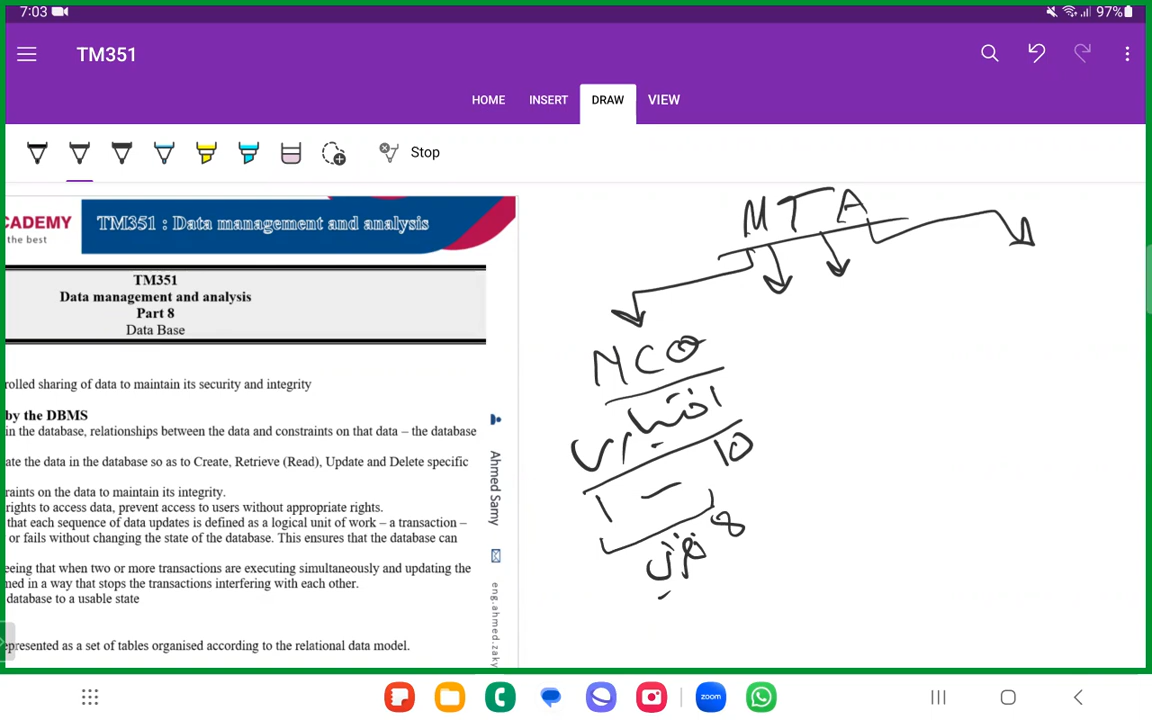 7:03
97%
TM351
HOME INSERT DRAW VIEW
Stop
CADEMY
the best
TM351 : Data management and analysis
TM351
Data management and analysis
Part 8
Data Base
rolled sharing of data to maintain its security and integrity
by the DBMS
in the database, relationships between the data and constraints on that data – the database
ate the data in the database so as to Create, Retrieve (Read), Update and Delete specific
raints on the data to maintain its integrity.
rights to access data, prevent access to users without appropriate rights.
that each sequence of data updates is defined as a logical unit of work – a transaction –
or fails without changing the state of the database. This ensures that the database can
eeing that when two or more transactions are executing simultaneously and updating the
med in a way that stops the transactions interfering with each other.
database to a usable state
epresented as a set of tables organised according to the relational data model.
Ahmed Samy
eng.ahmed.zaky
MTA
MCQ
اختياري
10
8
zoom